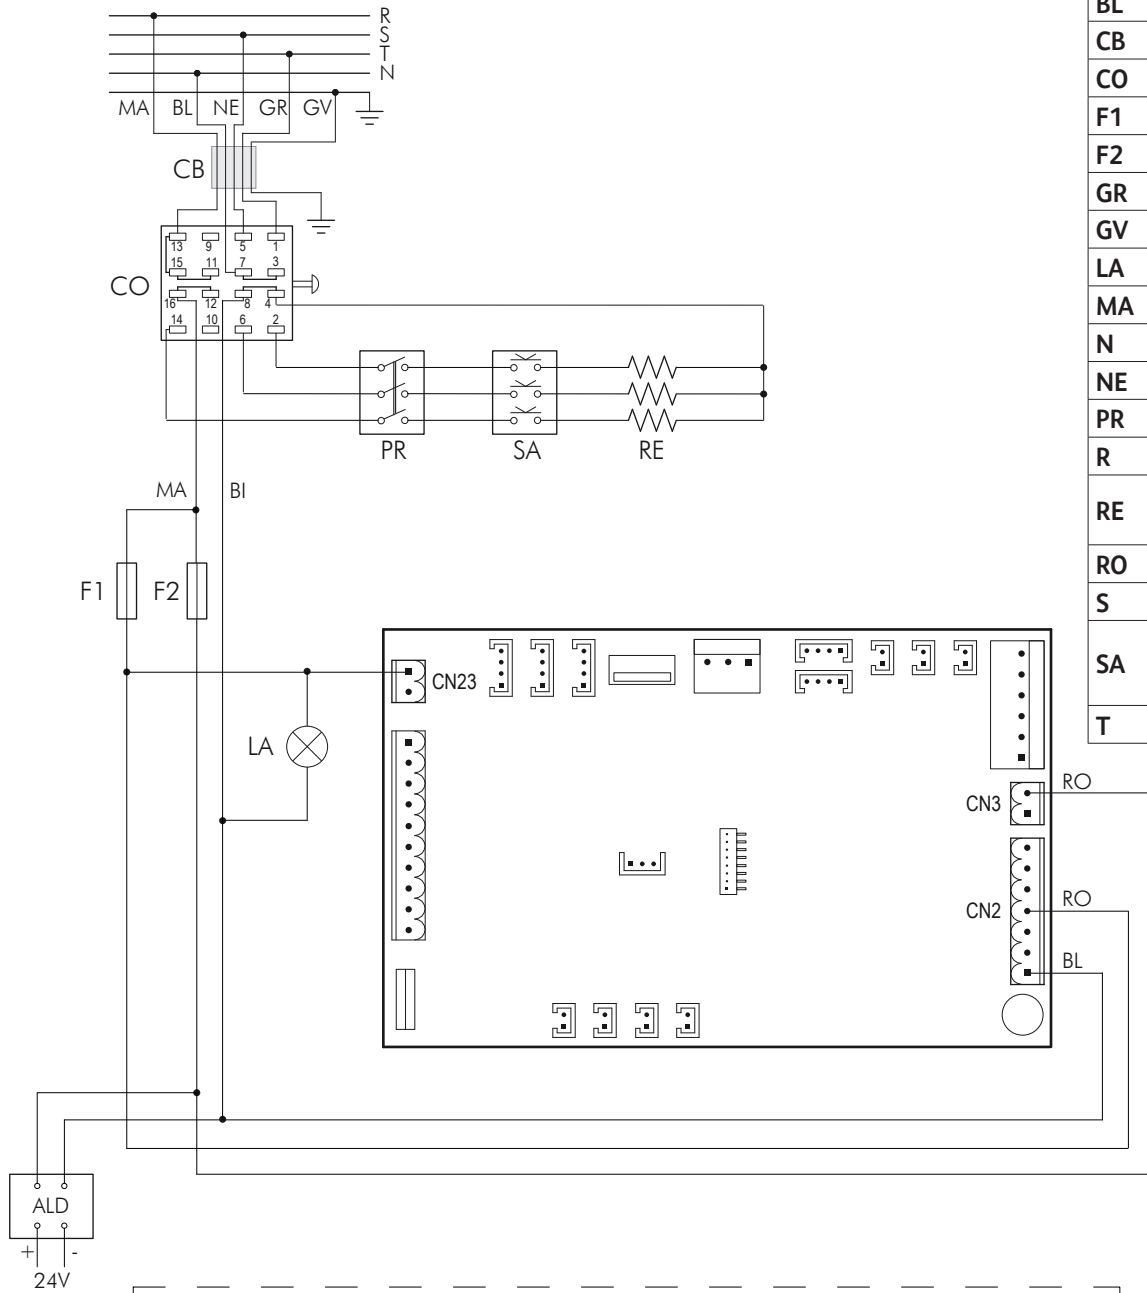 R
S
T
N
MA BL NE GR GV
CB
13 9 5 1
15 11 7 3
CO
16 12 8 4
14 10 6 2
PR SA RE
MA BI
F1 F2
CN23
LA
CN3 RO
CN2 RO
BL
ALD
+ -
24V
BL
CB
CO
F1
F2
GR
GV
LA
MA
N
NE
PR
R
RE
RO
S
SA
T